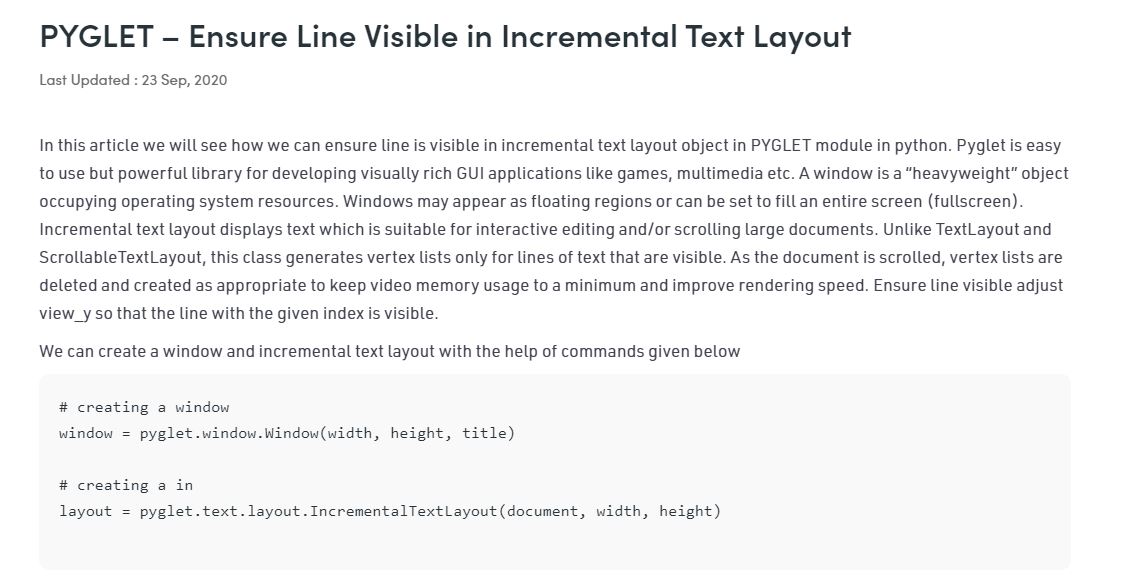 PYGLET – Ensure Line Visible in Incremental Text Layout
Last Updated : 23 Sep, 2020
In this article we will see how we can ensure line is visible in incremental text layout object in PYGLET module in python. Pyglet is easy
to use but powerful library for developing visually rich GUI applications like games, multimedia etc. A window is a “heavyweight” object
occupying operating system resources. Windows may appear as floating regions or can be set to fill an entire screen (fullscreen).
Incremental text layout displays text which is suitable for interactive editing and/or scrolling large documents. Unlike TextLayout and
ScrollableTextLayout, this class generates vertex lists only for lines of text that are visible. As the document is scrolled, vertex lists are
deleted and created as appropriate to keep video memory usage to a minimum and improve rendering speed. Ensure line visible adjust
view_y so that the line with the given index is visible.
We can create a window and incremental text layout with the help of commands given below
# creating a window
window = pyglet.window.Window(width, height, title)
# creating a in
layout = pyglet.text.layout.IncrementalTextLayout(document, width, height)